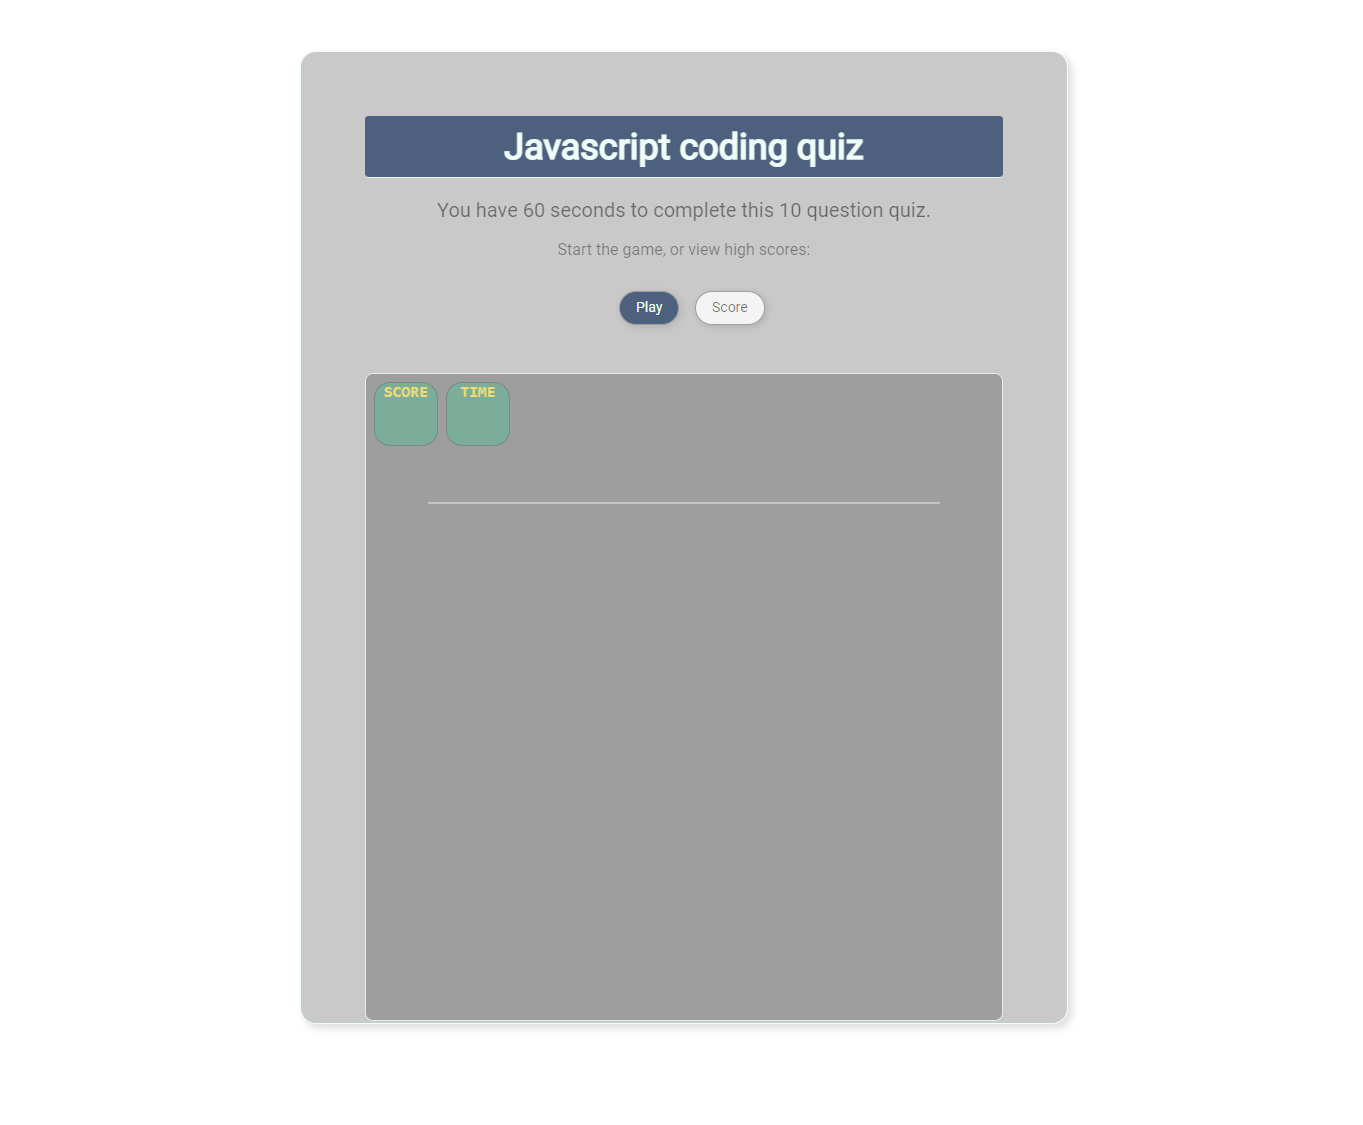 Javascript coding quiz
You have 60 seconds to complete this 10 question quiz.
Start the game, or view high scores:
Play Score
SCORE TIME